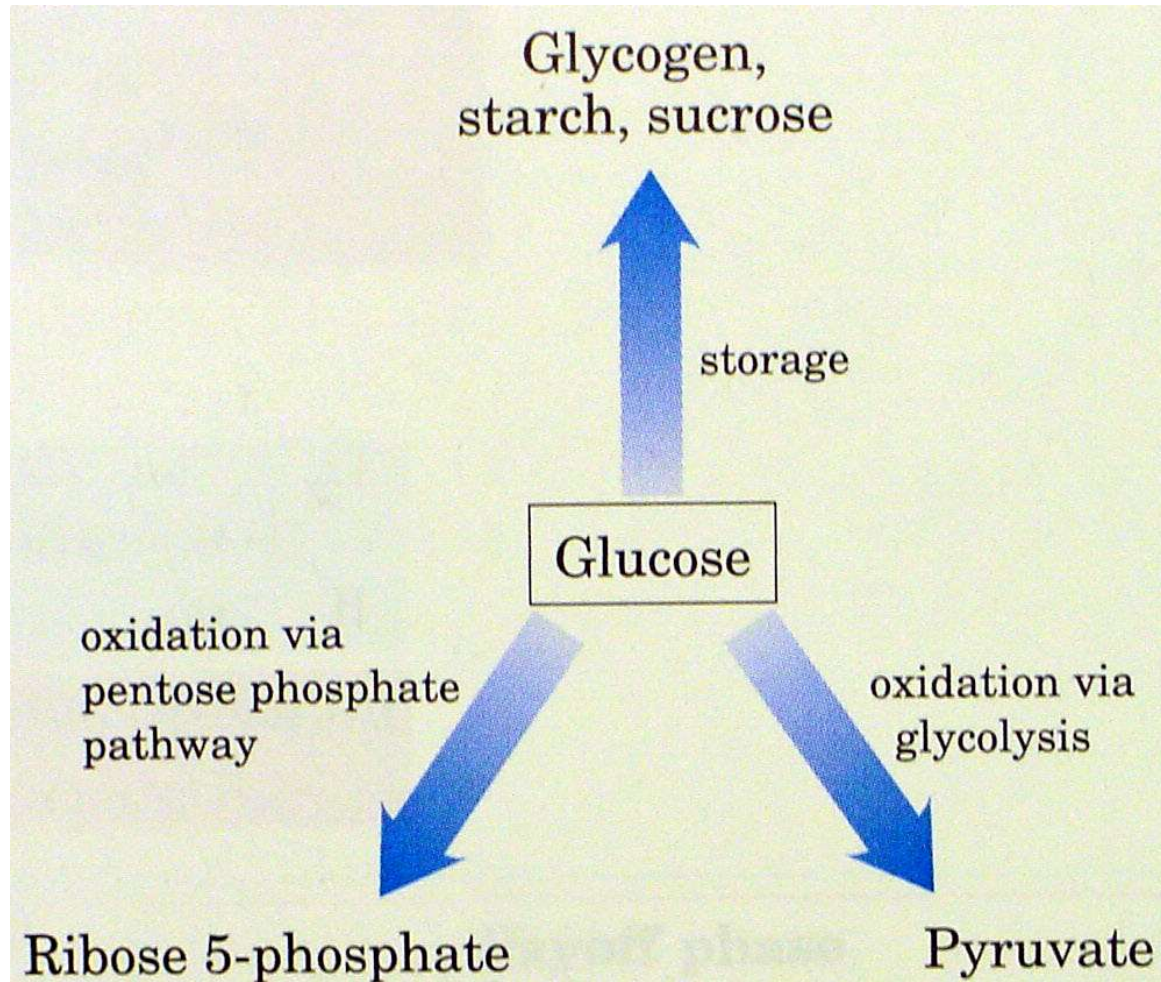 Glycogen,
starch, sucrose
storage
Glucose
oxidation via
pentose phosphate
pathway
oxidation via
glycolysis
Ribose 5-phosphate
Pyruvate